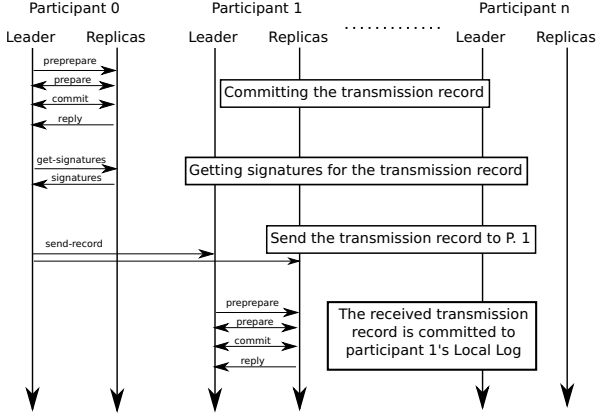 Participant 0
Participant 1
Participant n
Leader
Replicas
Leader
Replicas
Leader
Replicas
preprepare
prepare
commit
reply
Committing the transmission record
get-signatures
signatures
Getting signatures for the transmission record
send-record
Send the transmission record to P. 1
preprepare
prepare
commit
reply
The received transmission
record is committed to
participant 1's Local Log